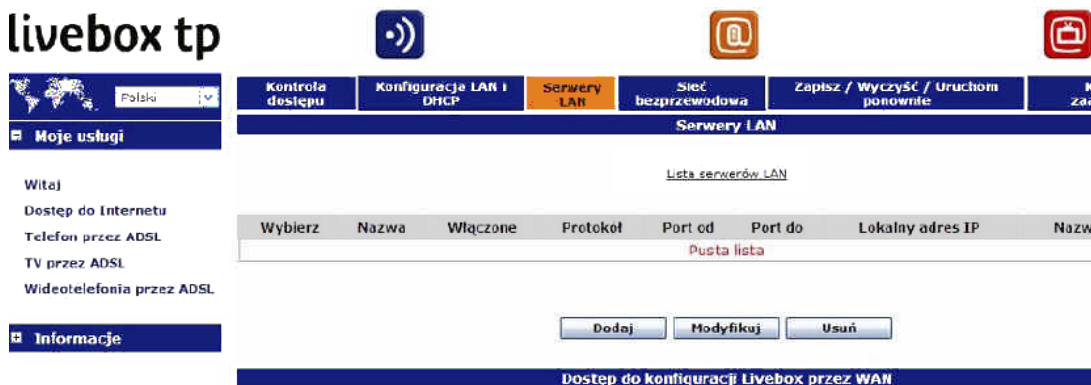 livebox tp
Polski
Kontrola dostępu
Konfiguracja LAN i DHCP
Serwery LAN
Sieć bezprzewodowa
Zapisz / Wyczyść / Uruchom ponownie
Serwery LAN
Moje usługi
Witaj
Dostęp do Internetu
Telefon przez ADSL
TV przez ADSL
Wideotelefonia przez ADSL
Informacje
Lista serwerów LAN
Wybierz Nazwa Włączone Protokół Port od Port do Lokalny adres IP
Pusta lista
Dodaj Modyfikuj Usuń
Dostęp do konfiguracji Livebox przez WAN